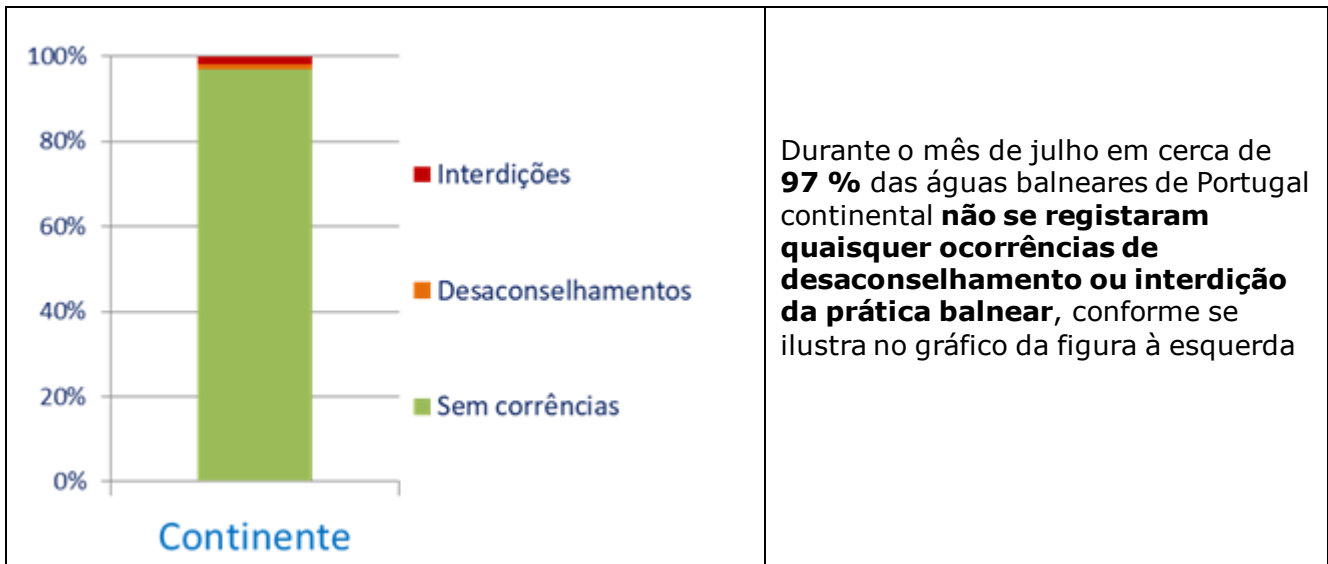 100%
80%
60%
40%
20%
0%
Continente
Interdições
Desaconselhamentos
Sem corrências
Durante o mês de julho em cerca de
97 % das águas balneares de Portugal
continental não se registaram
quaisquer ocorrências de
desaconselhamento ou interdição
da prática balnear, conforme se
ilustra no gráfico da figura à esquerda